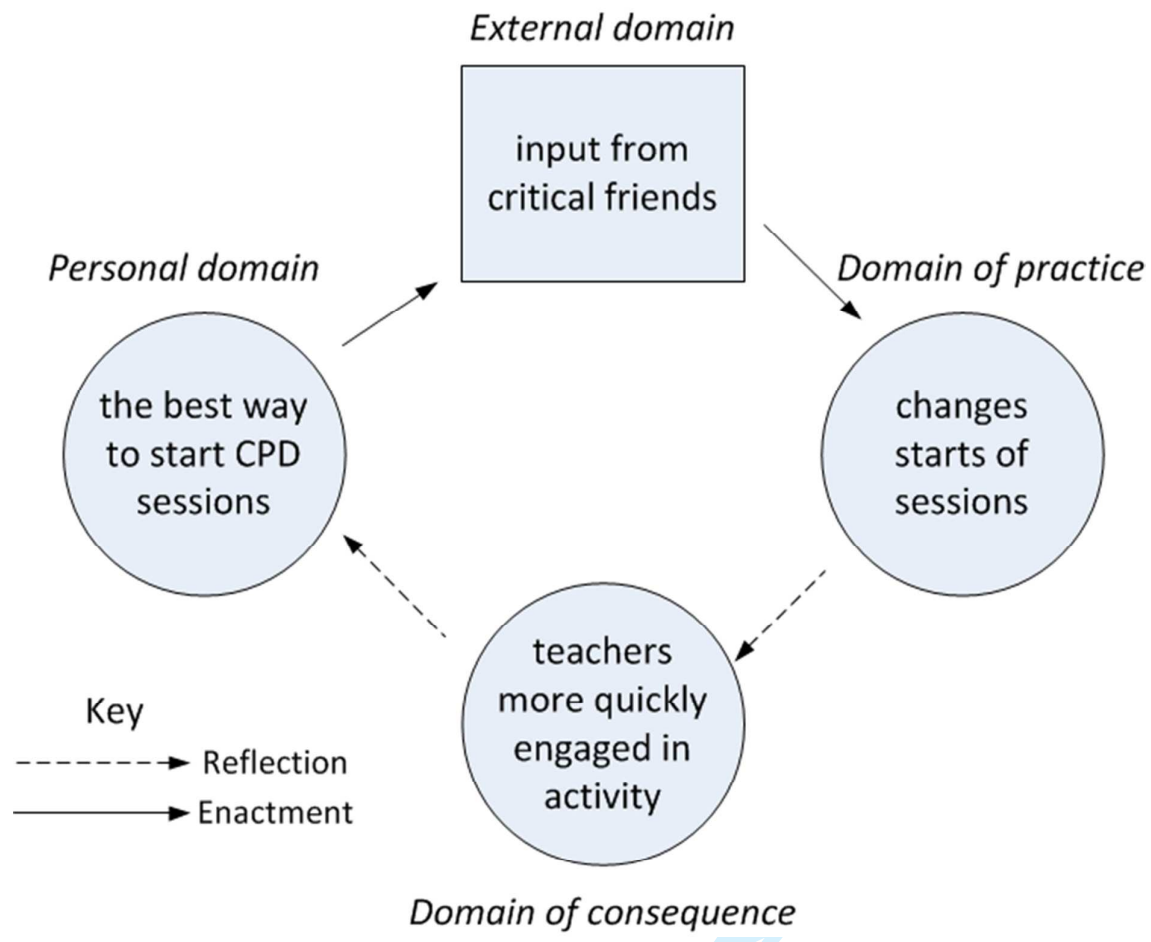 External domain
input from
critical friends
Personal domain
Domain of practice
the best way
to start CPD
sessions
changes
starts of
sessions
teachers
more quickly
engaged in
activity
Key
Reflection
Enactment
Domain of consequence